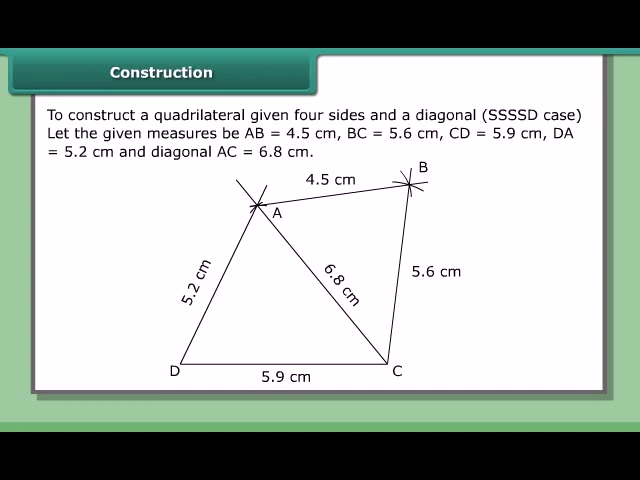 Construction
To construct a quadrilateral given four sides and a diagonal (SSSSD case)
Let the given measures be AB = 4.5 cm, BC = 5.6 cm, CD = 5.9 cm, DA
= 5.2 cm and diagonal AC = 6.8 cm.
B
4.5 cm
A
5.2 cm
6.8 cm
5.6 cm
D
C
5.9 cm